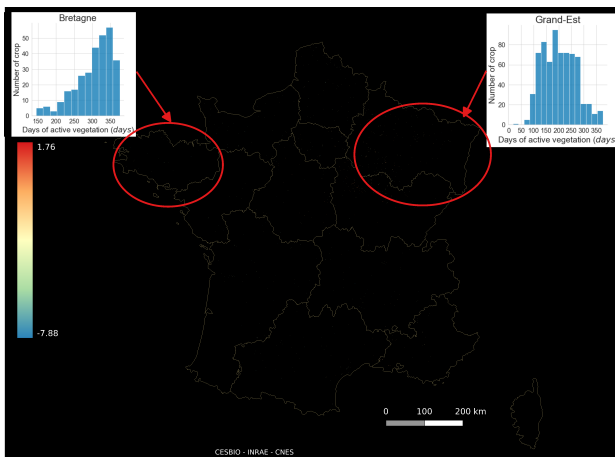 Bretagne
Number of crop
50
40
30
20
10
0
150 200 250 300 350
Days of active vegetation (days)
Grand-Est
Number of crop
80
60
40
20
0
0 50 100 150 200 250 300 350
Days of active vegetation (days)
1.76
-7.88
0 100 200 km
CESBIO - INRAE - CNES